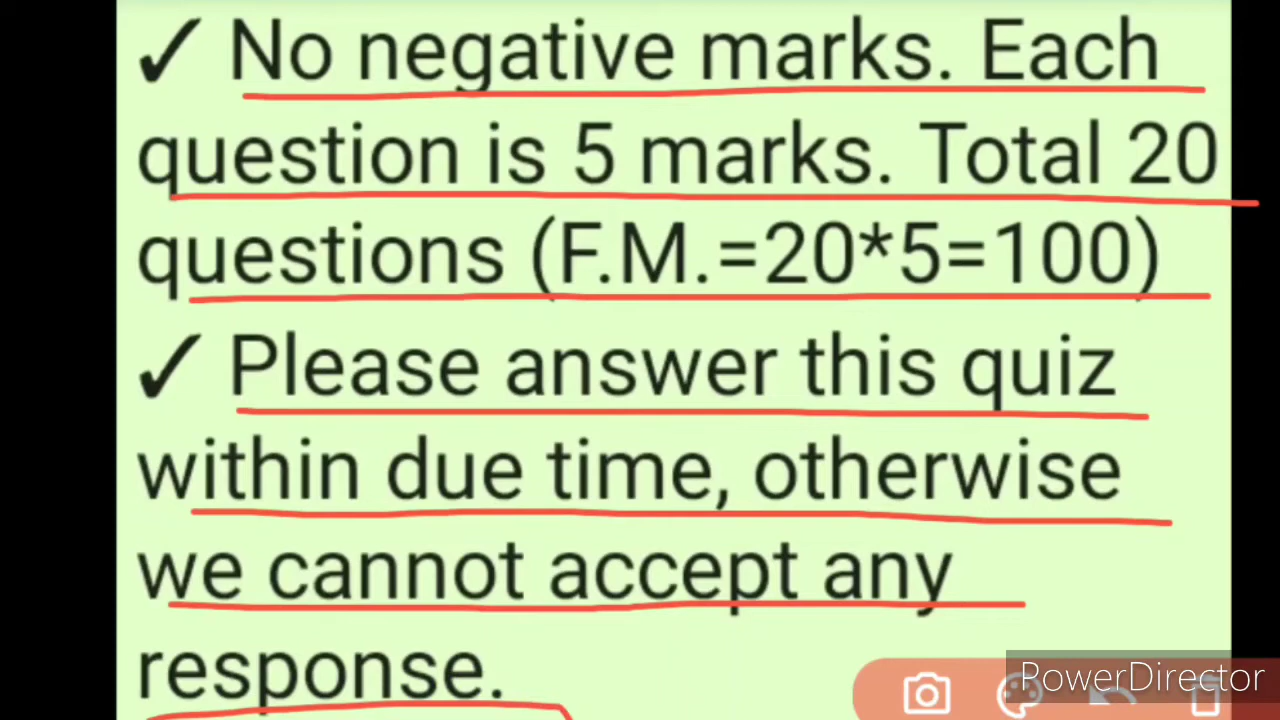 ✓ No negative marks. Each
question is 5 marks. Total 20
questions (F.M.=20*5=100)
✓ Please answer this quiz
within due time, otherwise
we cannot accept any
response.
PowerDirector